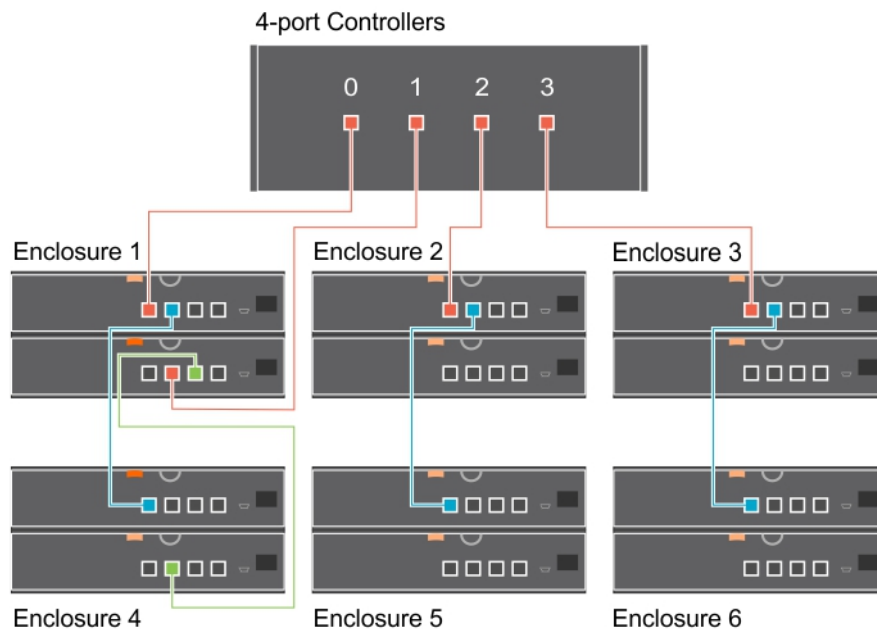 4-port Controllers
0 1 2 3
Enclosure 1 Enclosure 2 Enclosure 3
Enclosure 4 Enclosure 5 Enclosure 6